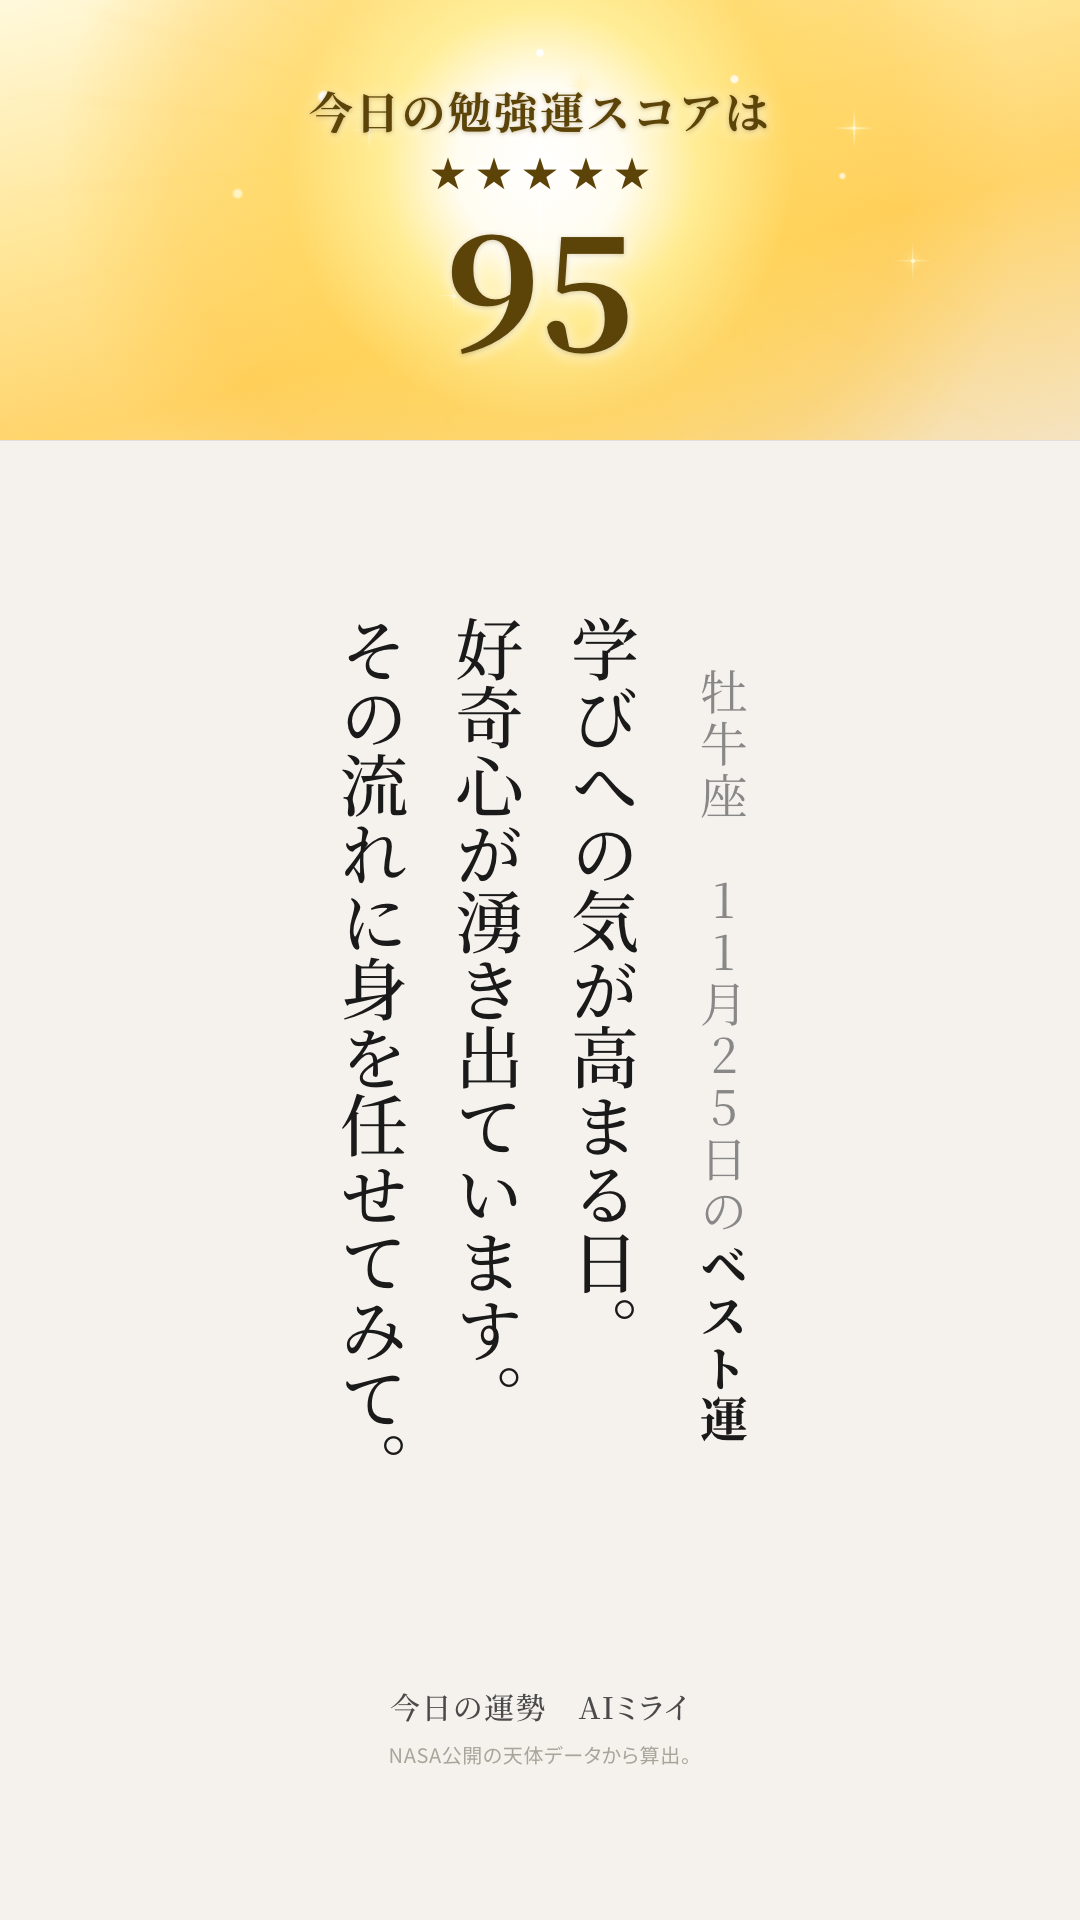 今日の勉強運スコアは
★★★★★
95
牡牛座　11月25日のベスト運
学びへの気が高まる日。
好奇心が湧き出ています。
その流れに身を任せてみて。
今日の運勢　AIミライ
NASA公開の天体データから算出。